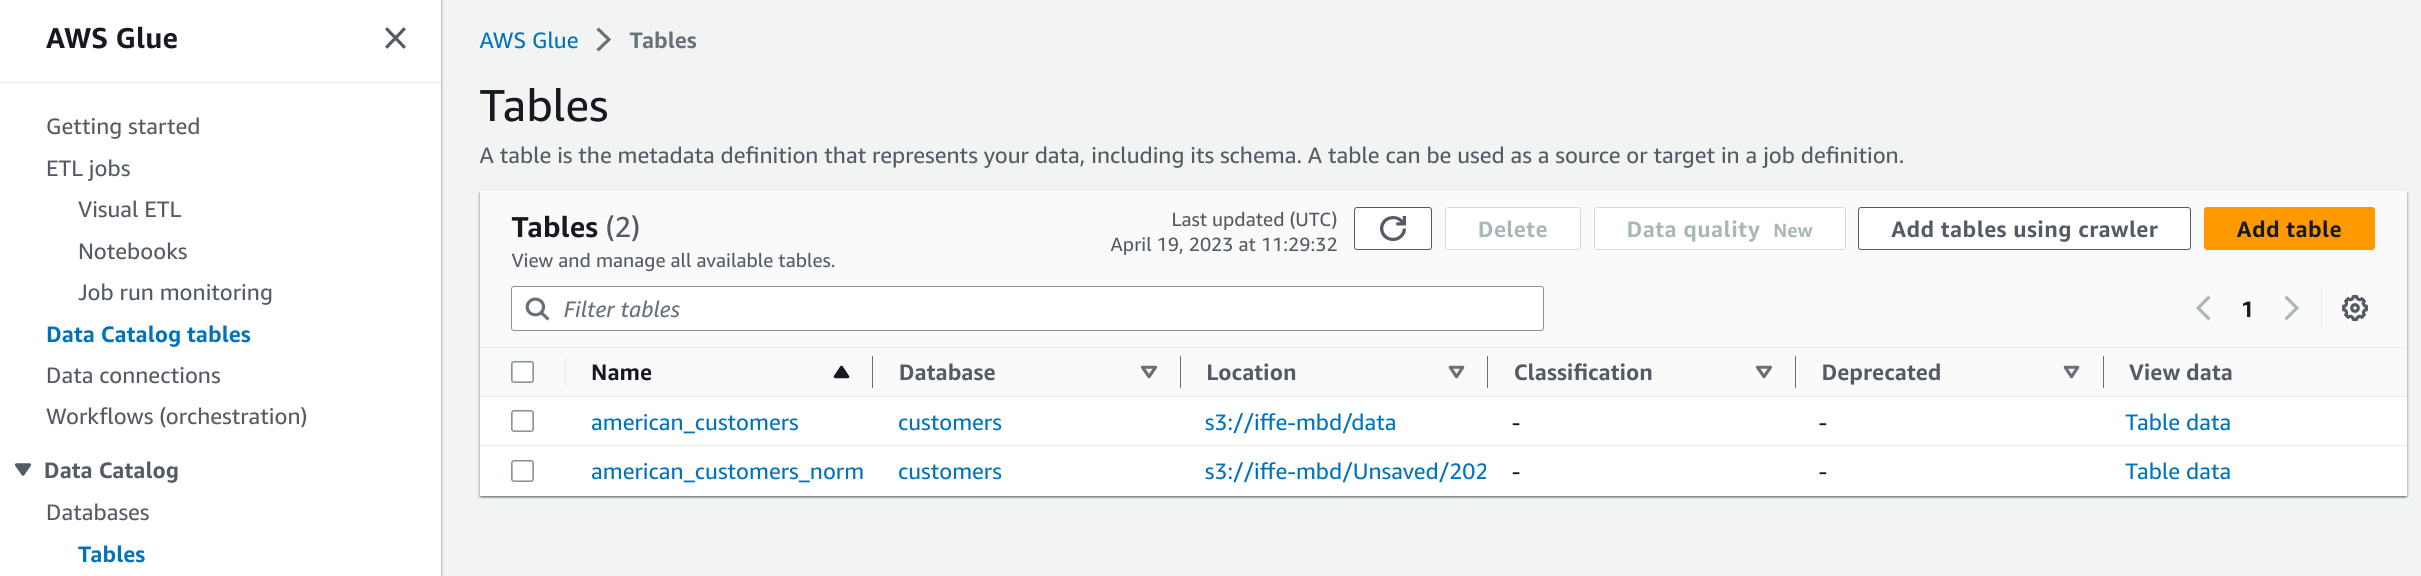 AWS Glue
Getting started
ETL jobs
Visual ETL
Notebooks
Job run monitoring
Data Catalog tables
Data connections
Workflows (orchestration)
Data Catalog
Databases
Tables
AWS Glue > Tables
Tables
A table is the metadata definition that represents your data, including its schema. A table can be used as a source or target in a job definition.
Tables (2)
View and manage all available tables.
Last updated (UTC)
April 19, 2023 at 11:29:32
Delete
Data quality New
Add tables using crawler
Add table
Filter tables
1
Name Database Location Classification Deprecated View data
american_customers customers s3://iffe-mbd/data - - Table data
american_customers_norm customers s3://iffe-mbd/Unsaved/202 - - Table data